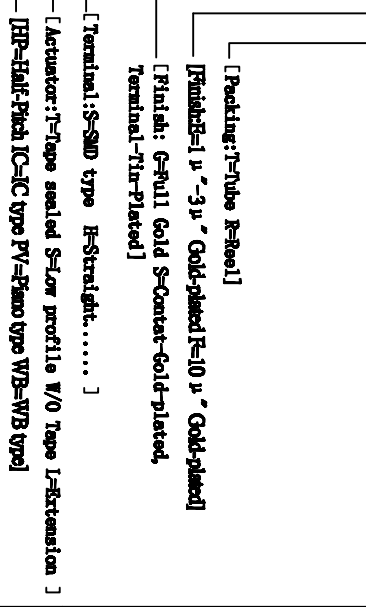 [Packing:T=Tube R=Reel]
[Finish:E=1μ″-3μ″ Gold-plated F=10μ″ Gold-plated]
[Finish: G=Full Gold S=Contat-Gold-plated,
Terminal-Tin-Plated]
[Terminal:S=SMD type H=Straight...... ]
[Actuator:T=Tape sealed S=Low profile W/O Tape L=Extension ]
[HP=Half-Pitch IC=IC type PV=Piano type WB=WB type]